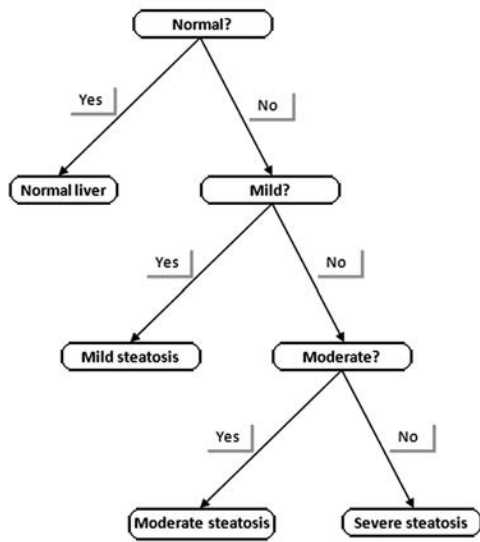 Normal?
Yes
No
Normal liver
Mild?
Yes
No
Mild steatosis
Moderate?
Yes
No
Moderate steatosis
Severe steatosis